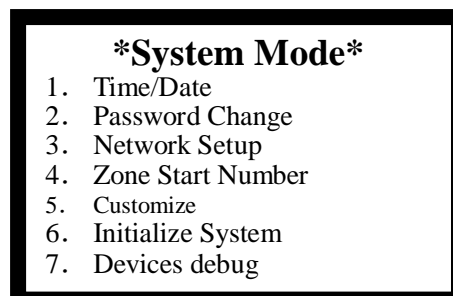 *System Mode*
1. Time/Date
2. Password Change
3. Network Setup
4. Zone Start Number
5. Customize
6. Initialize System
7. Devices debug